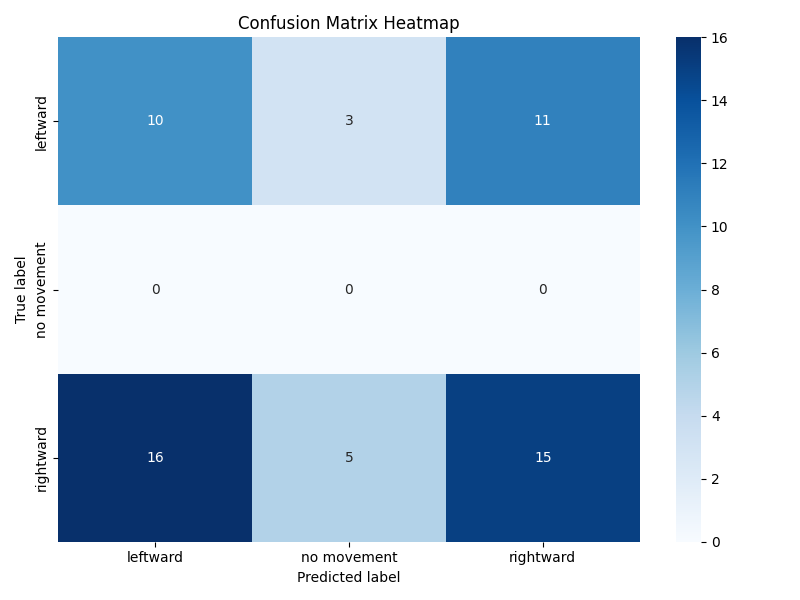 Confusion Matrix Heatmap
True label
leftward
10
3
11
no movement
0
0
0
rightward
16
5
15
leftward
no movement
rightward
Predicted label
16
14
12
10
8
6
4
2
0